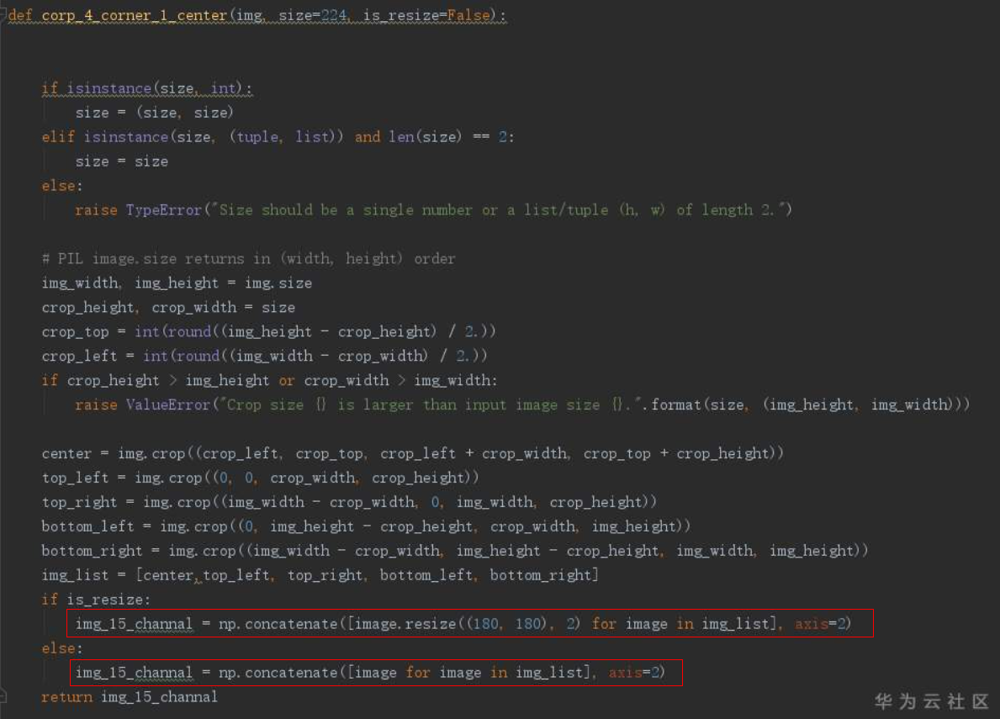 def corp_4_corner_1_center(img, size=224, is_resize=False):
    if isinstance(size, int):
        size = (size, size)
    elif isinstance(size, (tuple, list)) and len(size) == 2:
        size = size
    else:
        raise TypeError("Size should be a single number or a list/tuple (h, w) of length 2.")
    # PIL image.size returns in (width, height) order
    img_width, img_height = img.size
    crop_height, crop_width = size
    crop_top = int(round((img_height - crop_height) / 2.))
    crop_left = int(round((img_width - crop_width) / 2.))
    if crop_height > img_height or crop_width > img_width:
        raise ValueError("Crop size {} is larger than input image size {}.".format(size, (img_height, img_width)))
    center = img.crop((crop_left, crop_top, crop_left + crop_width, crop_top + crop_height))
    top_left = img.crop((0, 0, crop_width, crop_height))
    top_right = img.crop((img_width - crop_width, 0, img_width, crop_height))
    bottom_left = img.crop((0, img_height - crop_height, crop_width, img_height))
    bottom_right = img.crop((img_width - crop_width, img_height - crop_height, img_width, img_height))
    img_list = [center,top_left, top_right, bottom_left, bottom_right]
    if is_resize:
        img_15_channal = np.concatenate([image.resize((180, 180), 2) for image in img_list], axis=2)
    else:
        img_15_channal = np.concatenate([image for image in img_list], axis=2)
    return img_15_channal
华为云社区